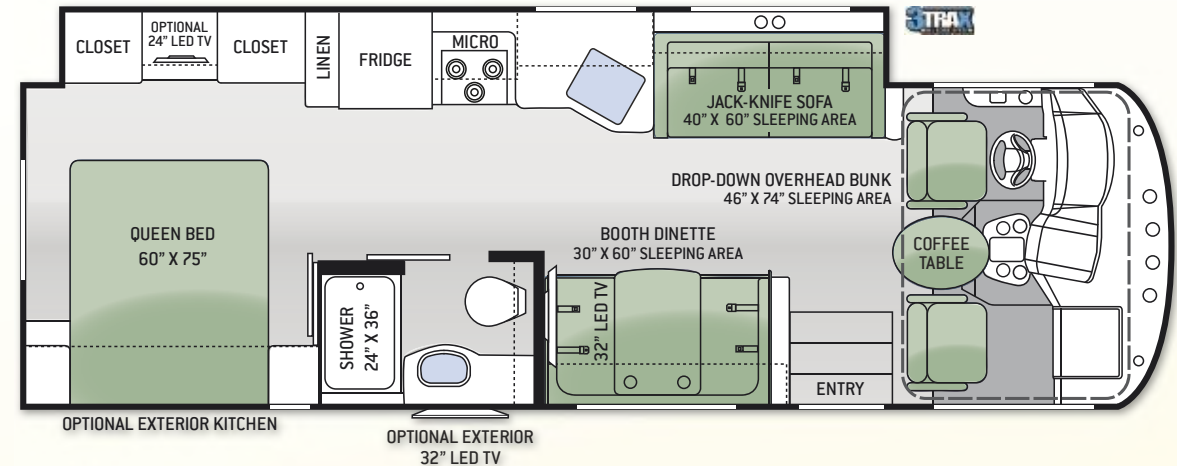 3TRAX
CLOSET
OPTIONAL
24” LED TV
CLOSET
LINEN
FRIDGE
MICRO
JACK-KNIFE SOFA
40” X 60” SLEEPING AREA
DROP-DOWN OVERHEAD BUNK
46” X 74” SLEEPING AREA
QUEEN BED
60” X 75”
BOOTH DINETTE
30” X 60” SLEEPING AREA
COFFEE
TABLE
SHOWER
24” X 36”
32” LED TV
ENTRY
OPTIONAL EXTERIOR KITCHEN
OPTIONAL EXTERIOR
32” LED TV